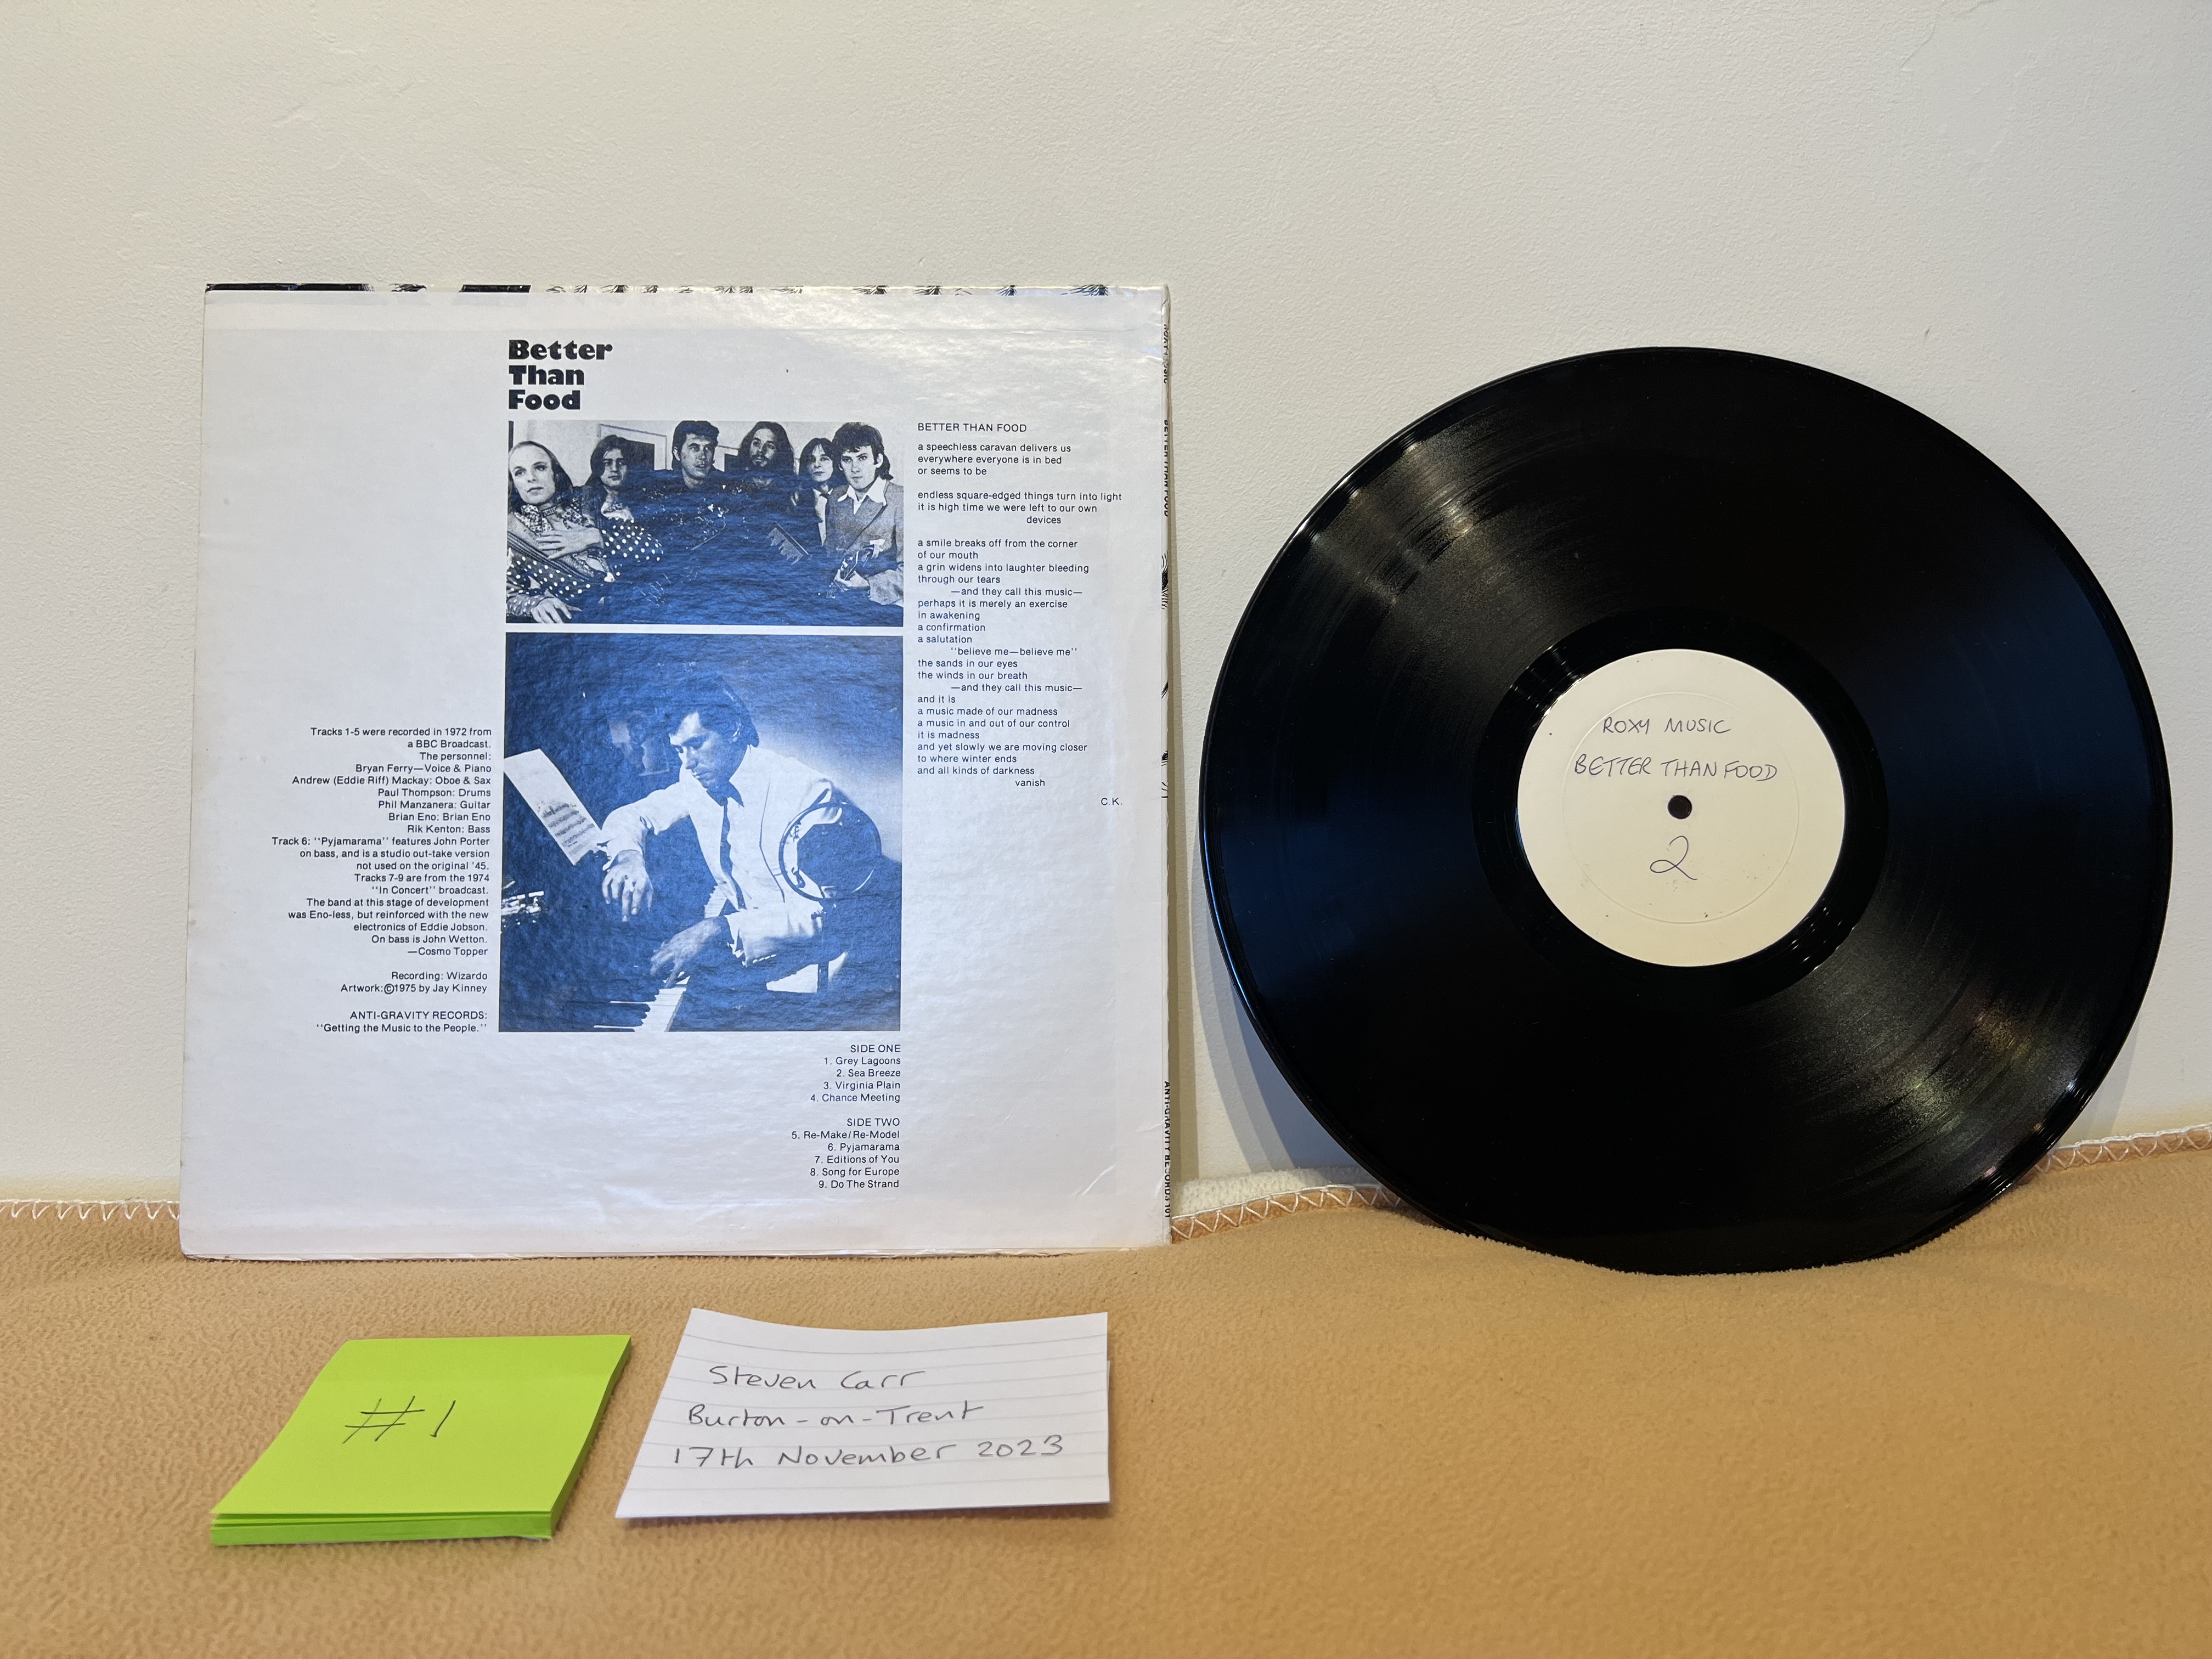 Better
Than
Food
Tracks 1-5 were recorded in 1972 from
a BBC Broadcast.
The personnel:
Bryan Ferry—Voice & Piano
Andrew (Eddie Riff) Mackay: Oboe & Sax
Paul Thompson: Drums
Phil Manzanera: Guitar
Brian Eno: Brian Eno
Rik Kenton: Bass
Track 6: ''Pyjamarama'' features John Porter
on bass, and is a studio out-take version
not used on the original '45.
Tracks 7-9 are from the 1974
''In Concert'' broadcast.
The band at this stage of development
was Eno-less, but reinforced with the new
electronics of Eddie Jobson.
On bass is John Wetton.
—Cosmo Topper
Recording: Wizardo
Artwork:©1975 by Jay Kinney
ANTI-GRAVITY RECORDS:
''Getting the Music to the People.''
BETTER THAN FOOD
a speechless caravan delivers us
everywhere everyone is in bed
or seems to be
endless square-edged things turn into light
it is high time we were left to our own
devices
a smile breaks off from the corner
of our mouth
a grin widens into laughter bleeding
through our tears
—and they call this music—
perhaps it is merely an exercise
in awakening
a confirmation
a salutation
''believe me—believe me''
the sands in our eyes
the winds in our breath
—and they call this music—
and it is
a music made of our madness
a music in and out of our control
it is madness
and yet slowly we are moving closer
to where winter ends
and all kinds of darkness
vanish
C.K.
SIDE ONE
1. Grey Lagoons
2. Sea Breeze
3. Virginia Plain
4. Chance Meeting
SIDE TWO
5. Re-Make/Re-Model
6. Pyjamarama
7. Editions of You
8. Song for Europe
9. Do The Strand
ROXY MUSIC
BETTER THAN FOOD
ANTI-GRAVITY RECORDS 101
ROXY MUSIC
BETTER THAN FOOD
2
#1
Steven Carr
Burton-on-Trent
17th November 2023